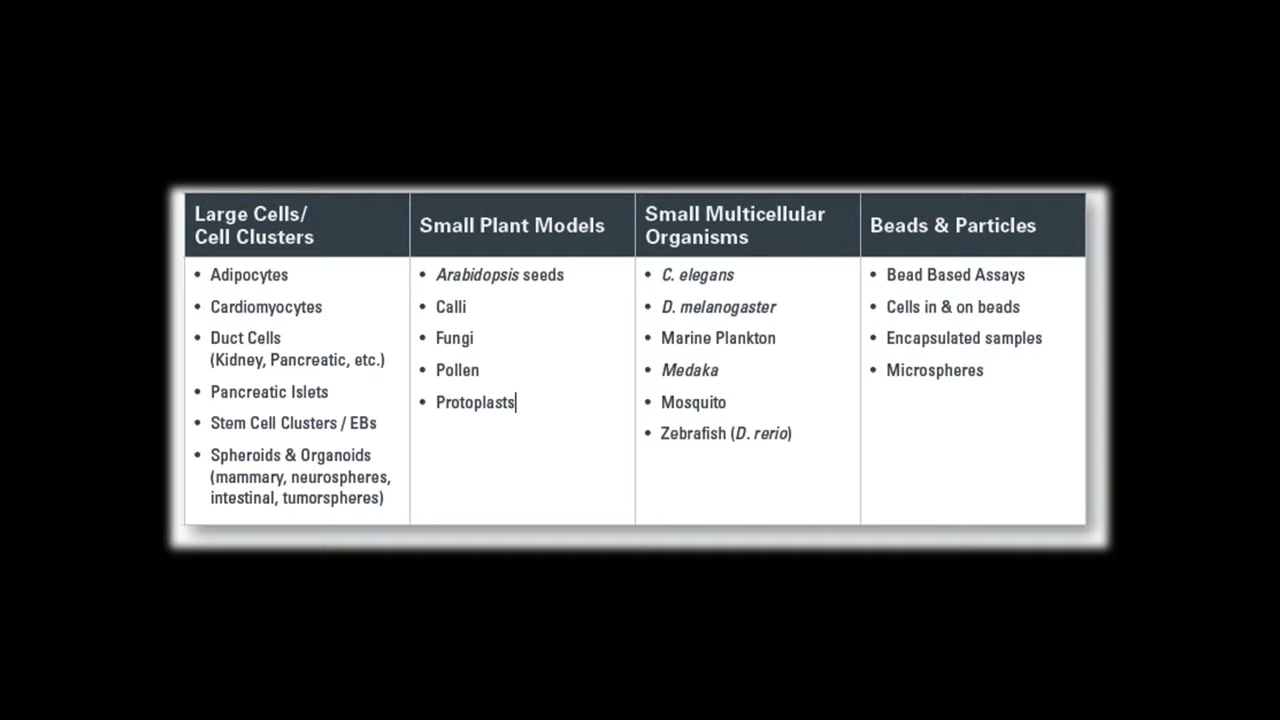 Large Cells/
Cell Clusters
• Adipocytes
• Cardiomyocytes
• Duct Cells
(Kidney, Pancreatic, etc.)
• Pancreatic Islets
• Stem Cell Clusters / EBs
• Spheroids & Organoids
(mammary, neurospheres,
intestinal, tumorspheres)
Small Plant Models
• Arabidopsis seeds
• Calli
• Fungi
• Pollen
• Protoplasts
Small Multicellular
Organisms
• C. elegans
• D. melanogaster
• Marine Plankton
• Medaka
• Mosquito
• Zebrafish (D. rerio)
Beads & Particles
• Bead Based Assays
• Cells in & on beads
• Encapsulated samples
• Microspheres